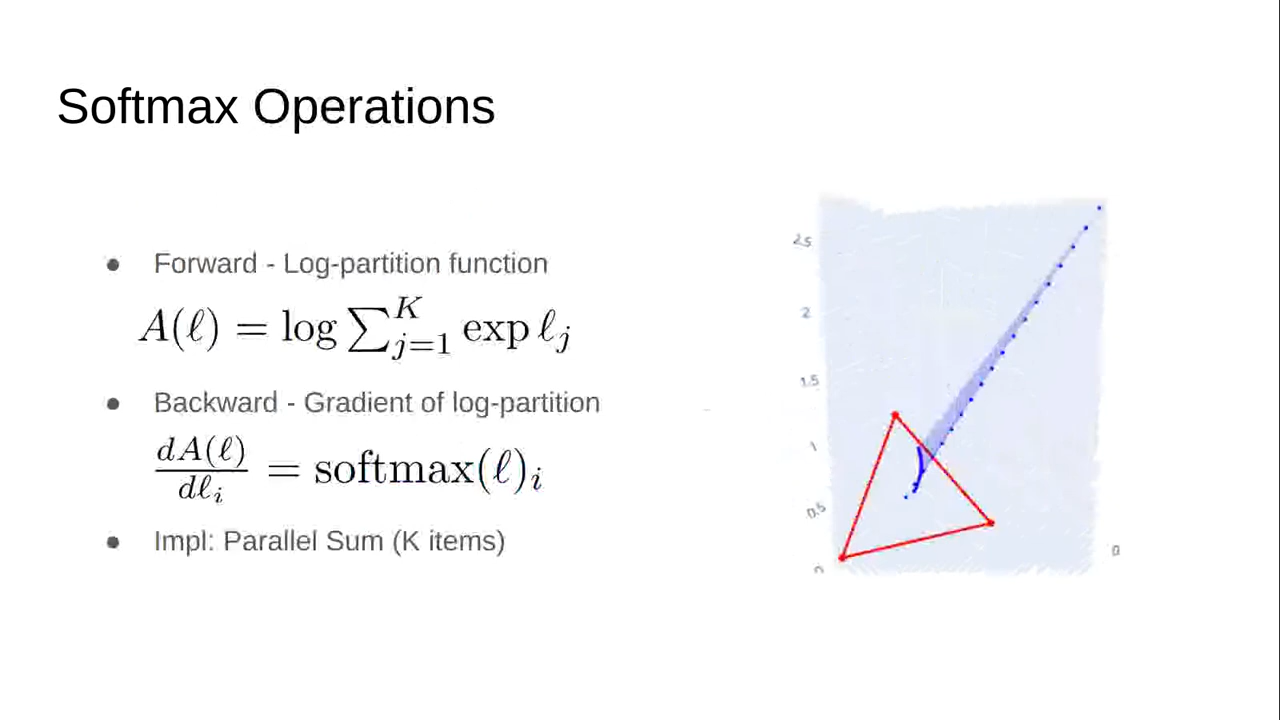 Softmax Operations
● Forward - Log-partition function
A(ℓ) = log ∑_{j=1}^{K} exp ℓ_j
● Backward - Gradient of log-partition
dA(ℓ)/dℓ_i = softmax(ℓ)_i
● Impl: Parallel Sum (K items)
2.5
2
1.5
1
0.5
0
0